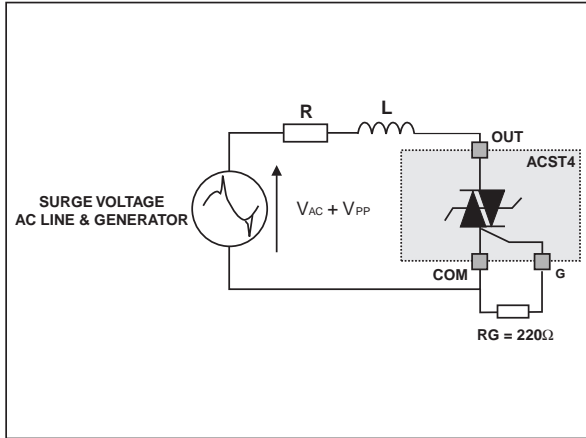 R
L
OUT
ACST4
SURGE VOLTAGE
AC LINE & GENERATOR
VAC + VPP
COM
G
RG = 220Ω